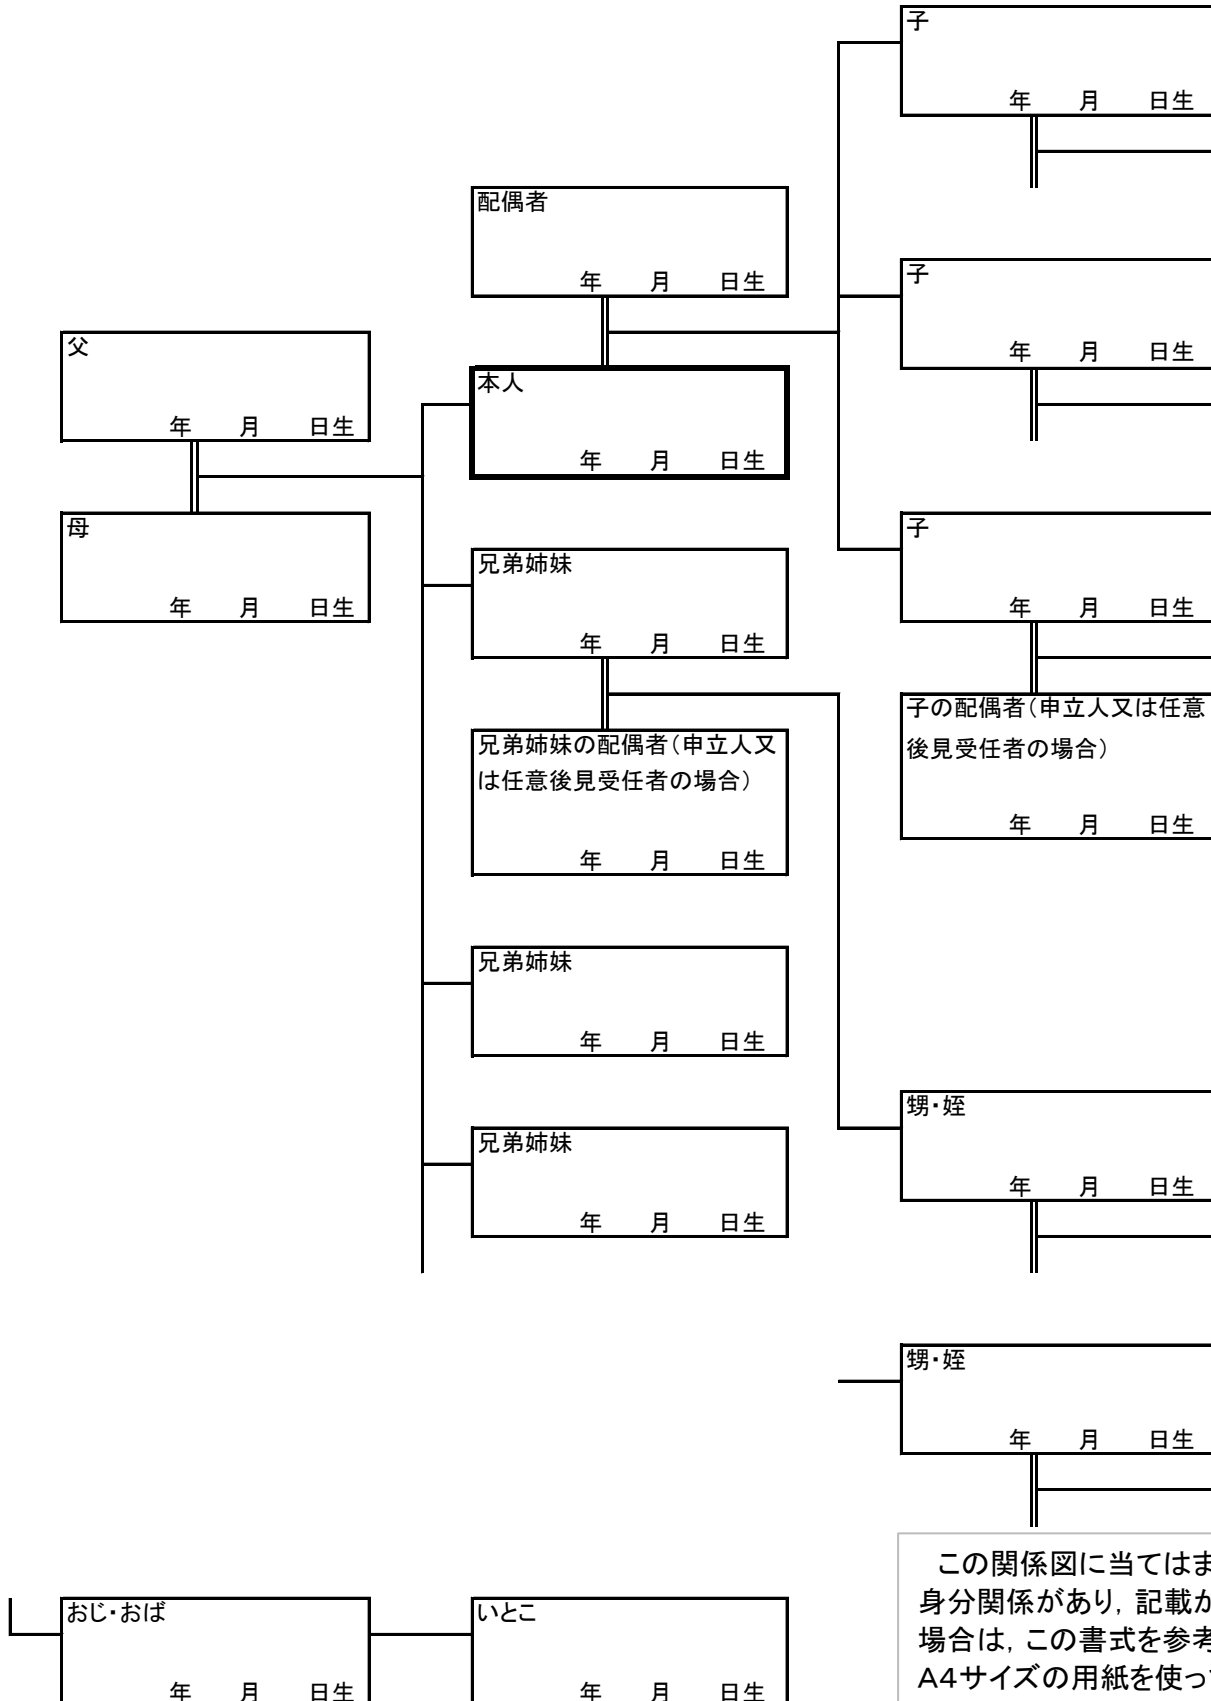 子
年 月 日生
配偶者
年 月 日生
子
年 月 日生
父
年 月 日生
本人
年 月 日生
母
年 月 日生
兄弟姉妹
年 月 日生
子
年 月 日生
子の配偶者（申立人又は任意
後見受任者の場合）
年 月 日生
兄弟姉妹の配偶者（申立人又
は任意後見受任者の場合）
年 月 日生
兄弟姉妹
年 月 日生
甥・姪
年 月 日生
兄弟姉妹
年 月 日生
甥・姪
年 月 日生
おじ・おば
年 月 日生
いとこ
年 月 日生
この関係図に当てはま
身分関係があり，記載が
場合は，この書式を参考
A4サイズの用紙を使っ